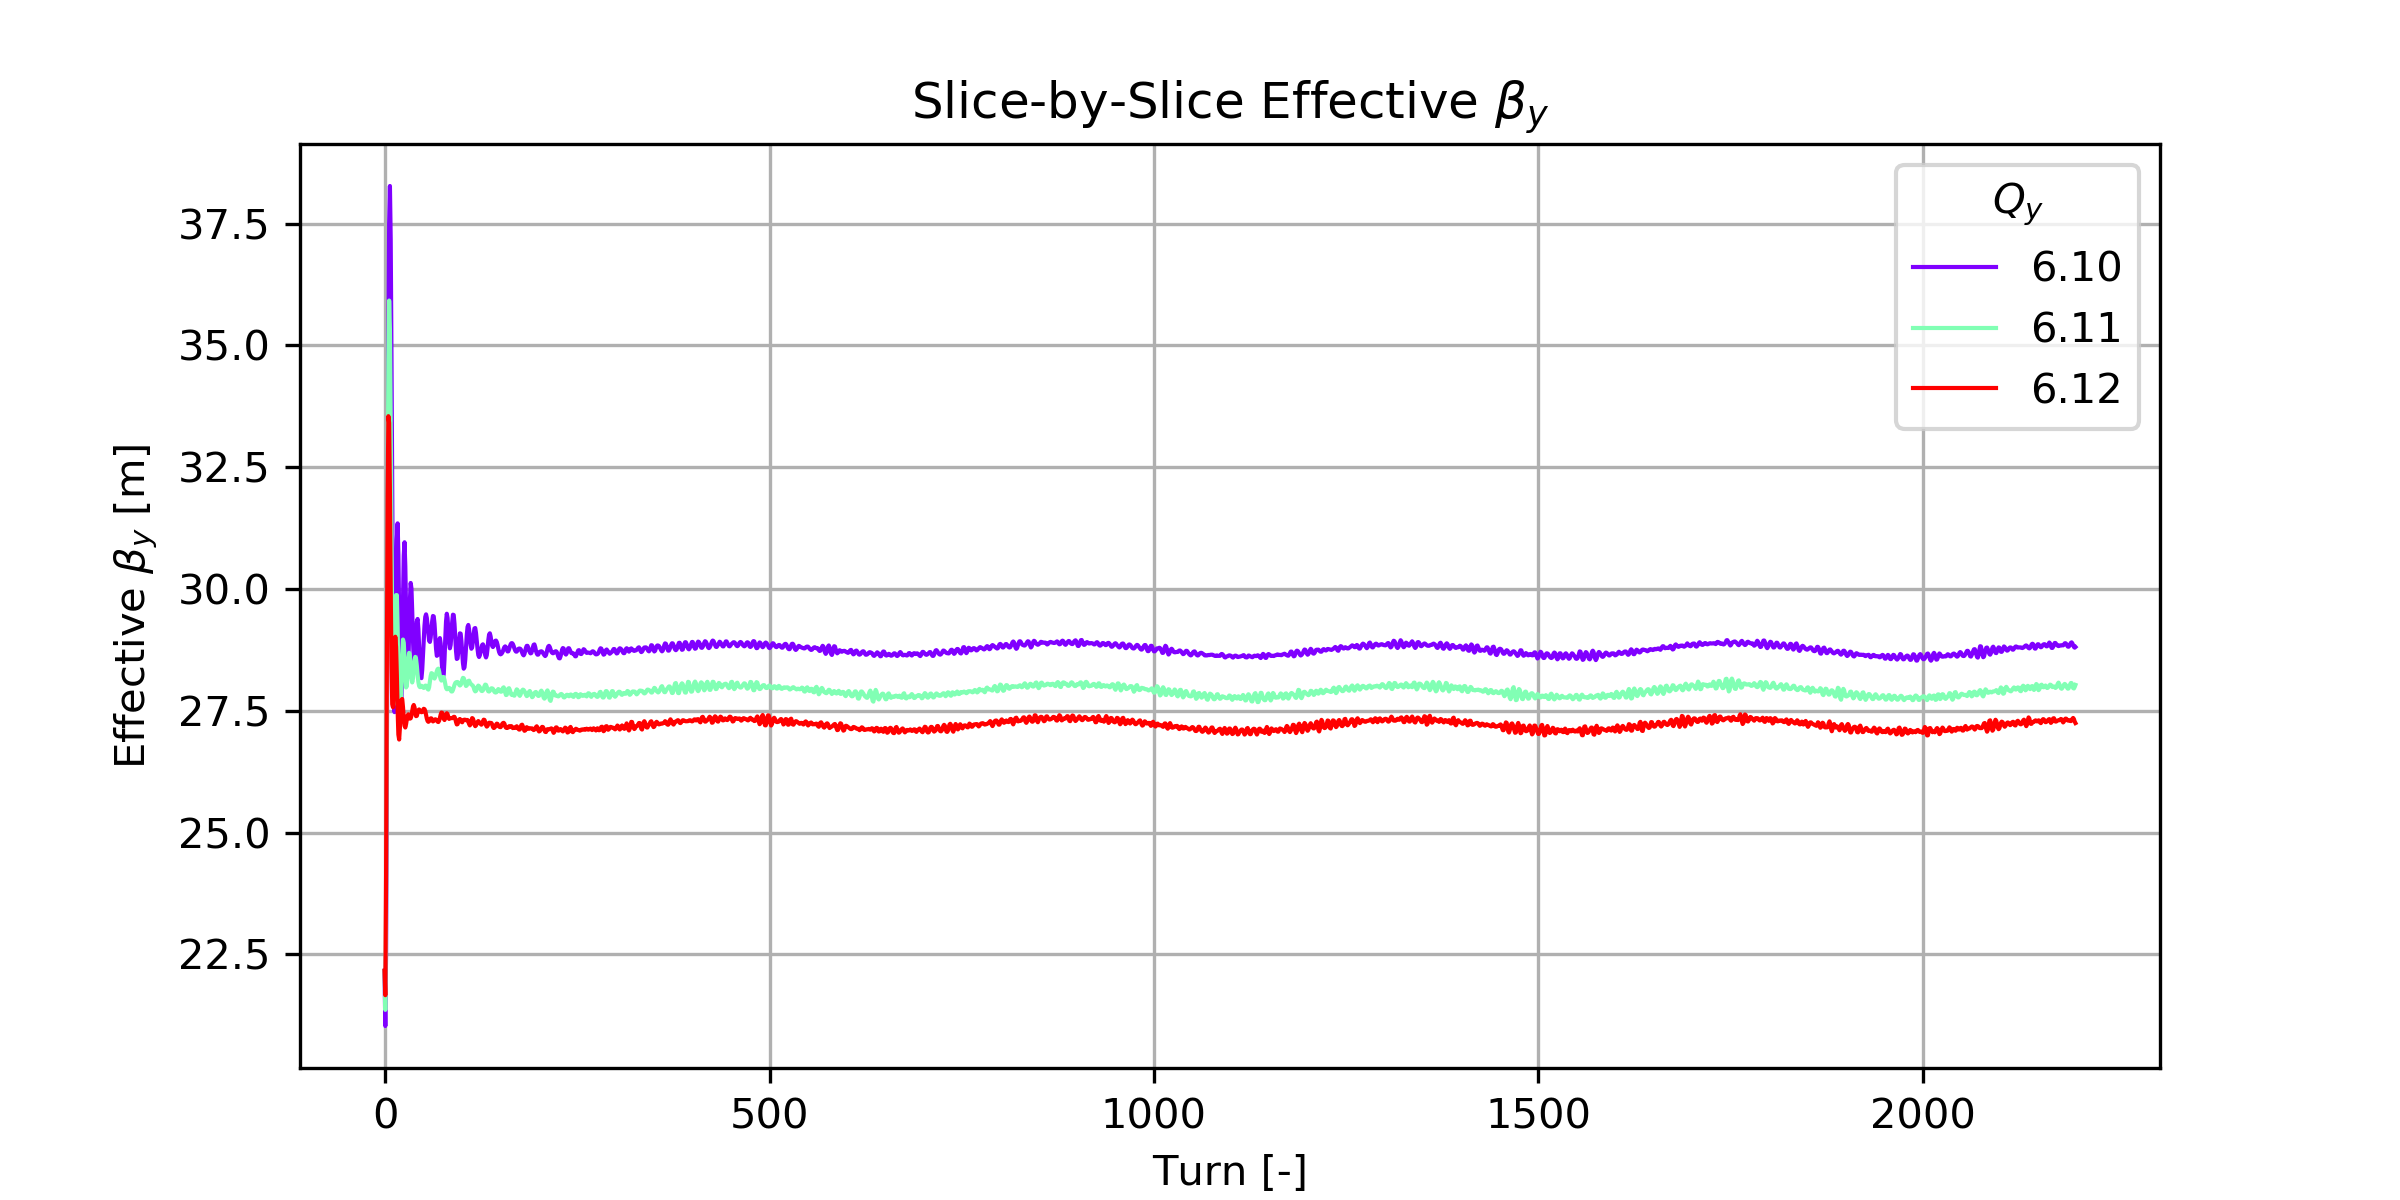 Slice-by-Slice Effective βy
Effective βy [m]
37.5
35.0
32.5
30.0
27.5
25.0
22.5
Qy
6.10
6.11
6.12
0 500 1000 1500 2000
Turn [-]